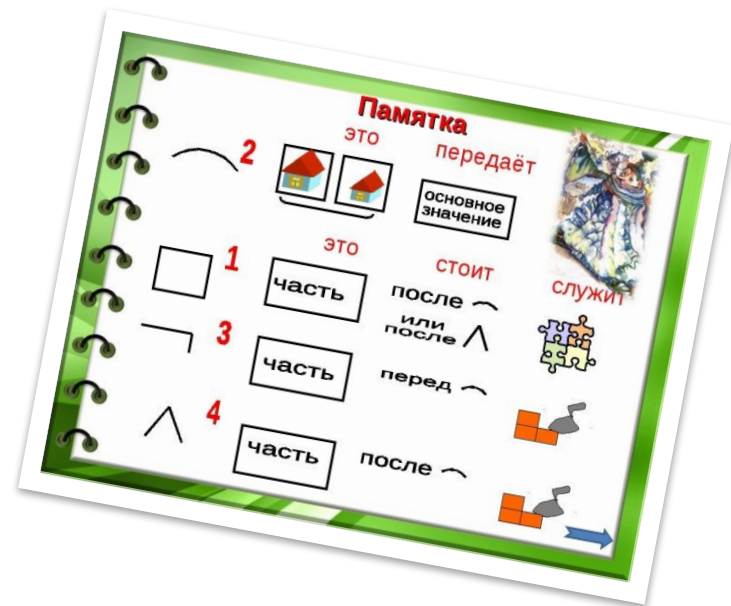 Памятка
это
передаёт
2
основное
значение
это
стоит
служит
1
часть
после
или
после
3
часть
перед
4
часть
после